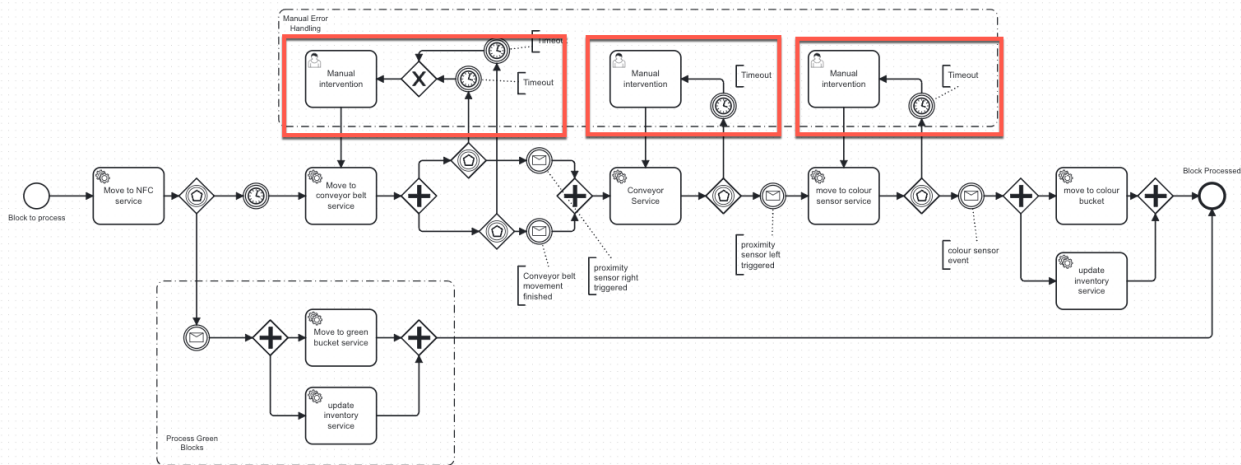 Manual Error
Handling
Timeout
Manual
intervention
Timeout
Manual
intervention
Timeout
Manual
intervention
Timeout
Block to process
Move to NFC
service
Move to
conveyor belt
service
Conveyor
Service
move to colour
sensor service
move to colour
bucket
Block Processed
Conveyor belt
movement
finished
proximity
sensor right
triggered
proximity
sensor left
triggered
colour sensor
event
update
inventory
service
Move to green
bucket service
update
inventory
service
Process Green
Blocks